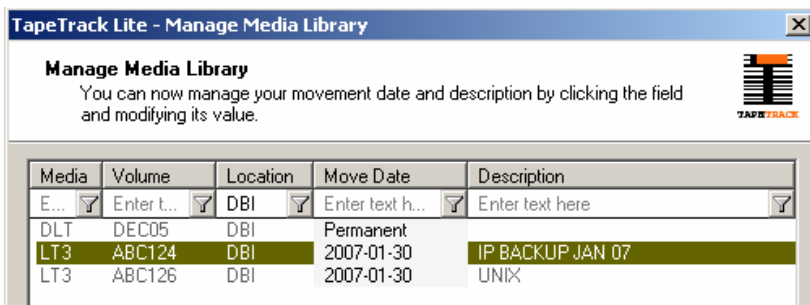 TapeTrack Lite - Manage Media Library
Manage Media Library
You can now manage your movement date and description by clicking the field
and modifying its value.
TAPETRACK
Media Volume Location Move Date Description
E... Enter t... DBI Enter text h... Enter text here
DLT DEC05 DBI Permanent
LT3 ABC124 DBI 2007-01-30 IP BACKUP JAN 07
LT3 ABC126 DBI 2007-01-30 UNIX